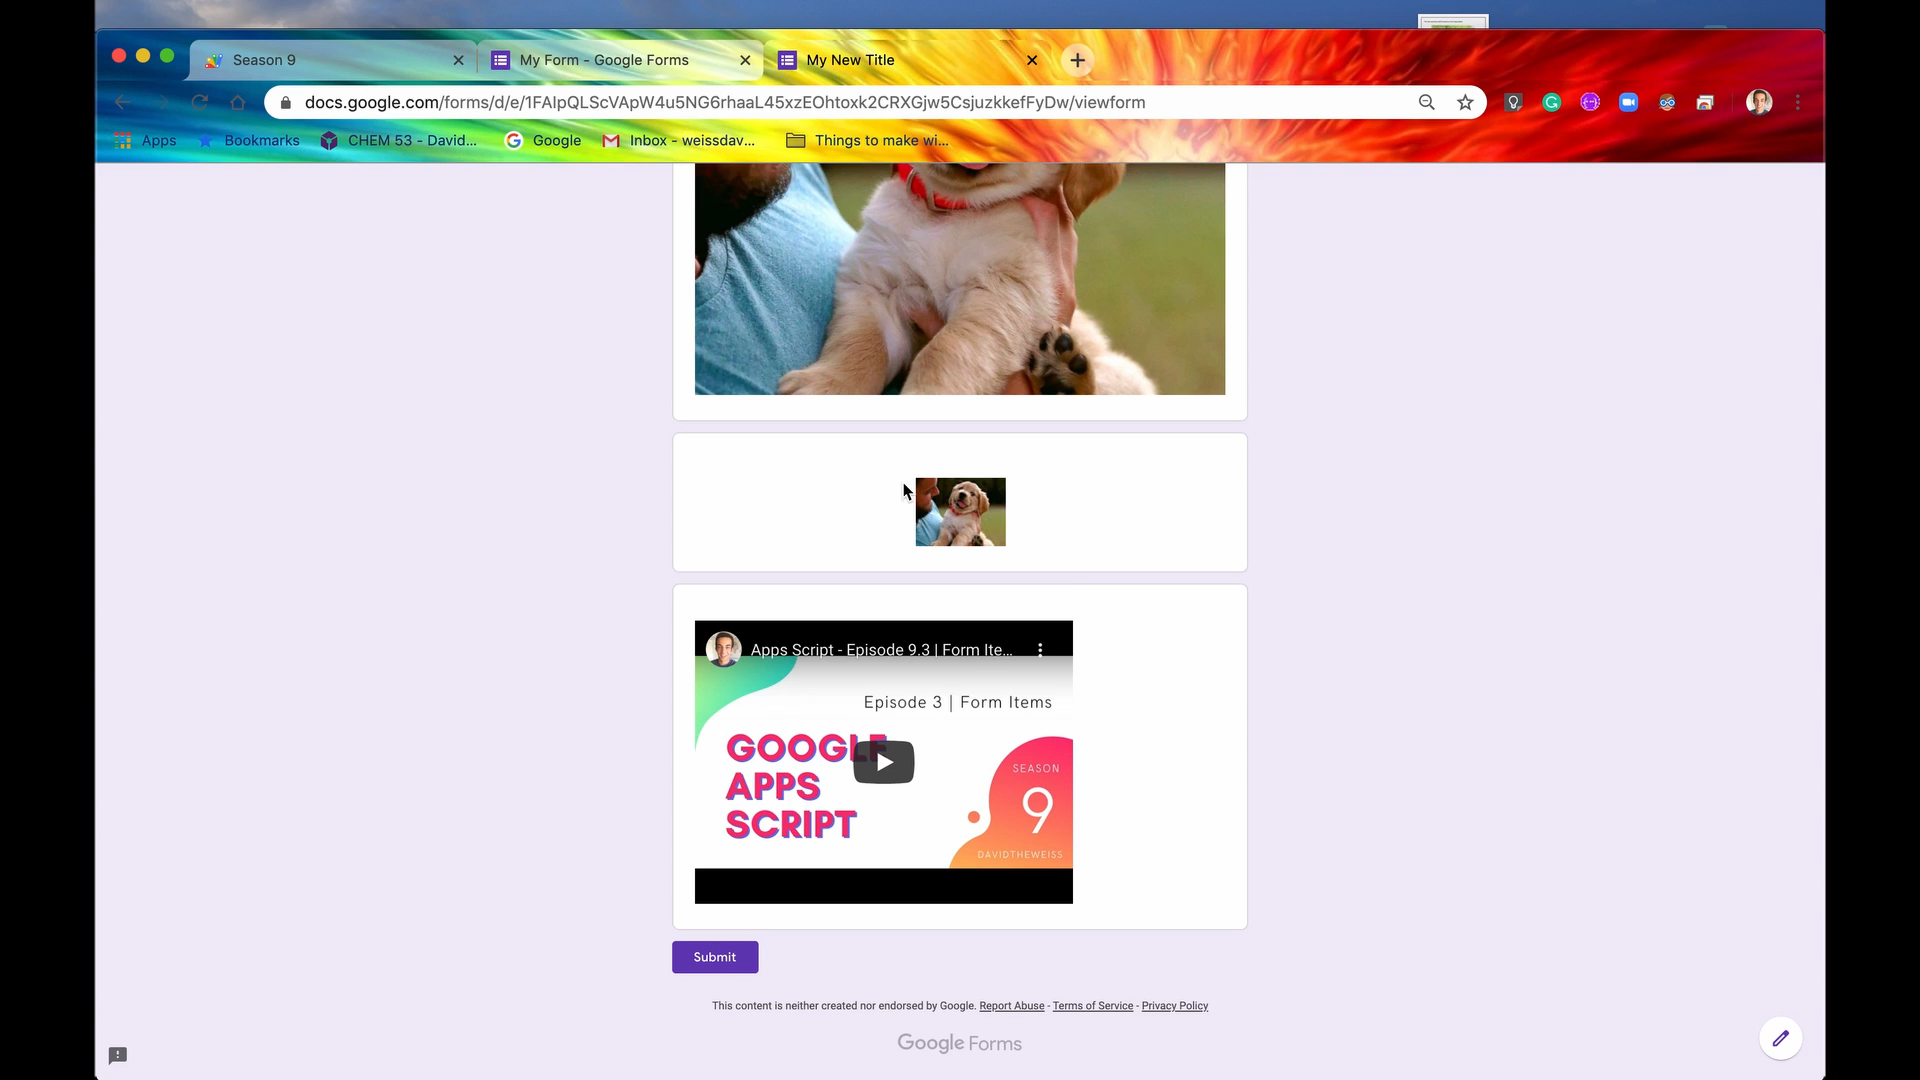 Season 9
My Form - Google Forms
My New Title
docs.google.com/forms/d/e/1FAIpQLScVApW4u5NG6rhaaL45xzEOhtoxk2CRXGjw5CsjuzkkefFyDw/viewform
Apps
Bookmarks
CHEM 53 - David...
Google
Inbox - weissdav...
Things to make wi...
Apps Script - Episode 9.3 | Form Ite...
Episode 3 | Form Items
GOOGLE
APPS
SCRIPT
SEASON
9
DAVIDTHEWEISS
Submit
This content is neither created nor endorsed by Google. Report Abuse - Terms of Service - Privacy Policy
Google Forms